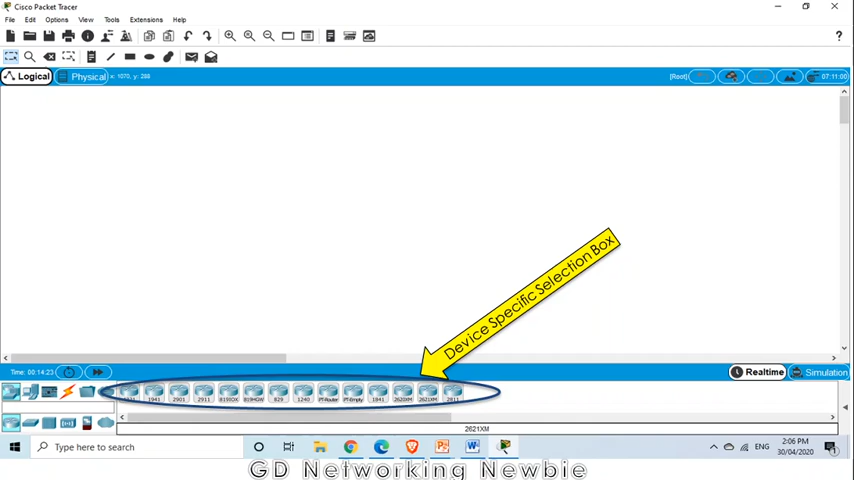 Cisco Packet Tracer
File Edit Options View Tools Extensions Help
Logical Physical x: 1070, y: 288 [Root] 07:11:00
Device Specific Selection Box
Time: 00:14:23 Realtime Simulation
1941 2901 2911 819IOX 819HGW 829 1240 PT-Router PT-Empty 1841 2620XM 2621XM 2811
2621XM
Type here to search ENG 2:06 PM
30/04/2020
GD Networking Newbie